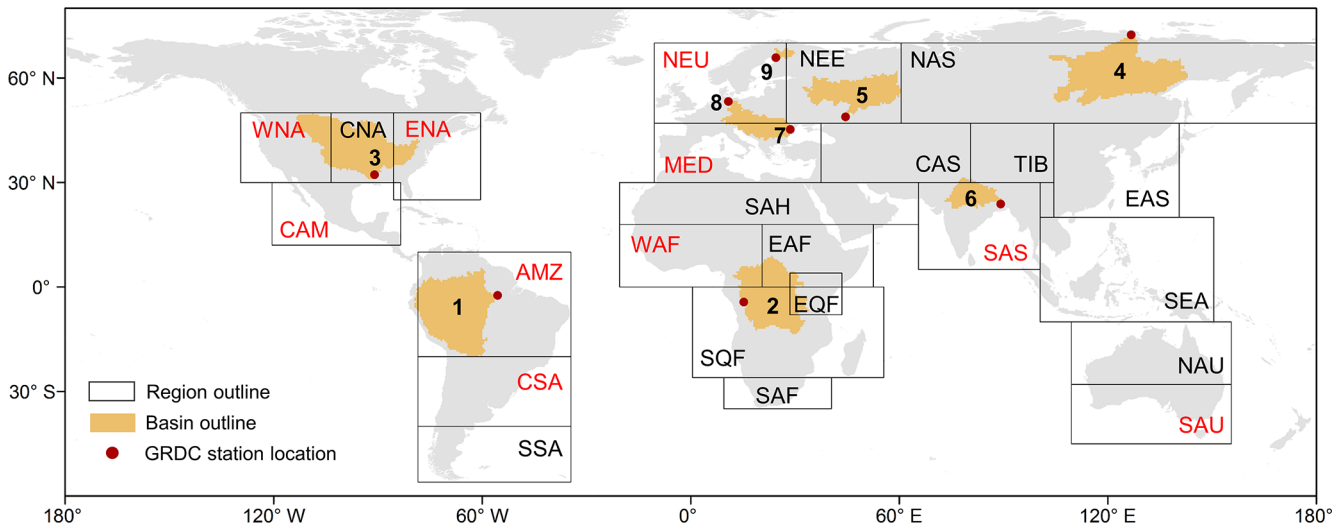 60° N
30° N
0°
30° S
NEU
9
NEE
NAS
4
8
5
7
WNA
CNA
ENA
3
MED
CAS
TIB
EAS
6
CAM
SAH
WAF
EAF
SAS
AMZ
1
2
EQF
SEA
SQF
NAU
CSA
SAF
SAU
SSA
Region outline
Basin outline
GRDC station location
180°
120° W
60° W
0
60° E
120° E
180°